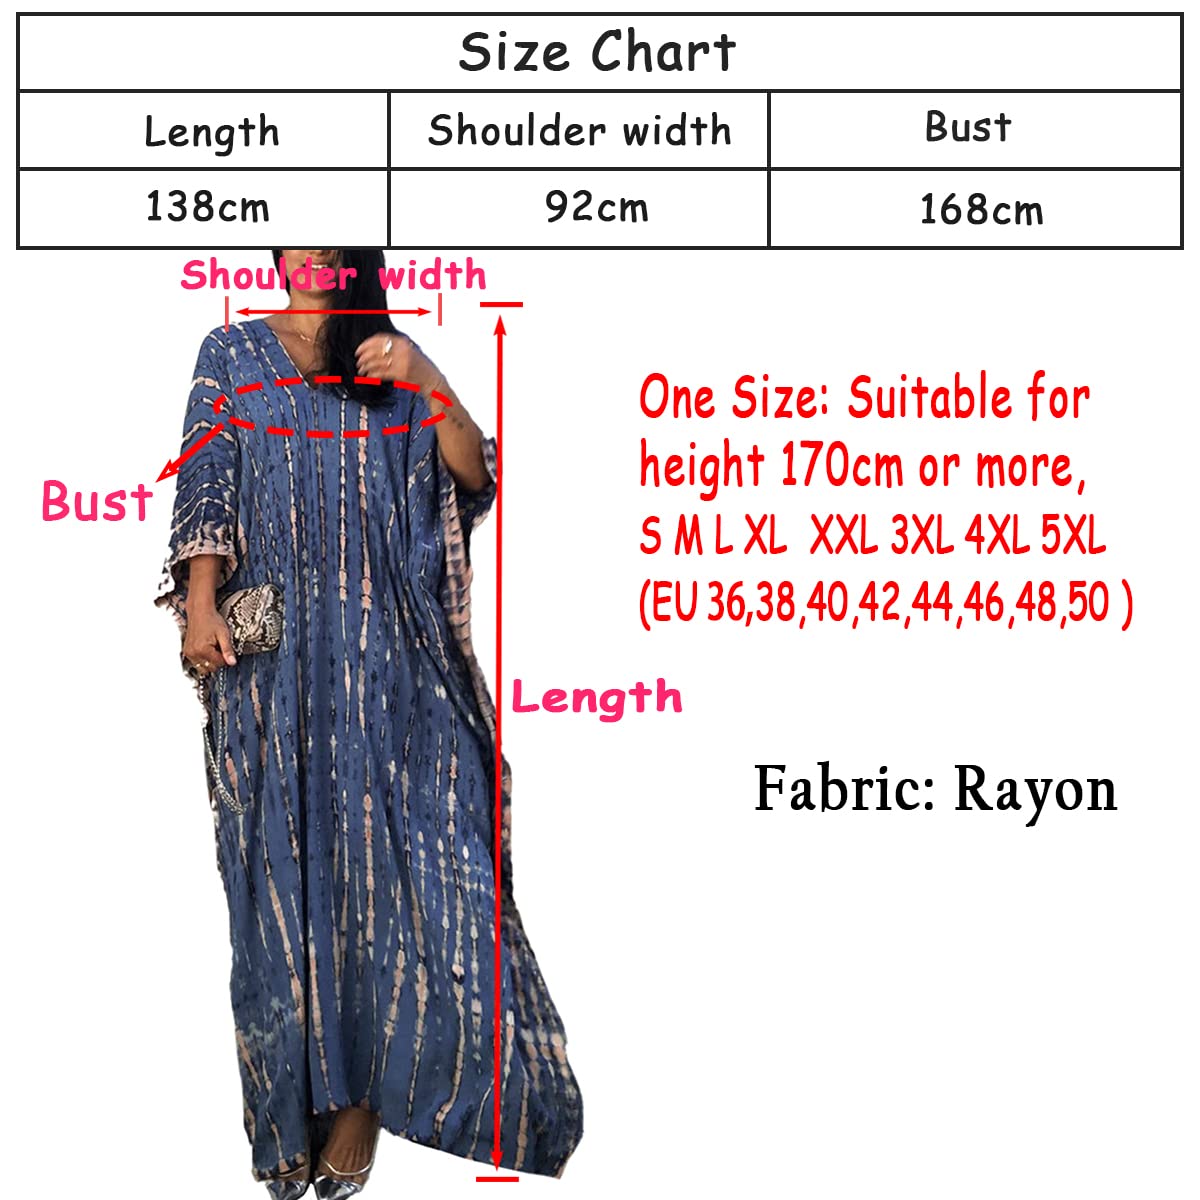 Size Chart
Length Shoulder width Bust
138cm 92cm 168cm
Shoulder width
Bust
Length
One Size: Suitable for
height 170cm or more,
S M L XL XXL 3XL 4XL 5XL
(EU 36,38,40,42,44,46,48,50 )
Fabric: Rayon